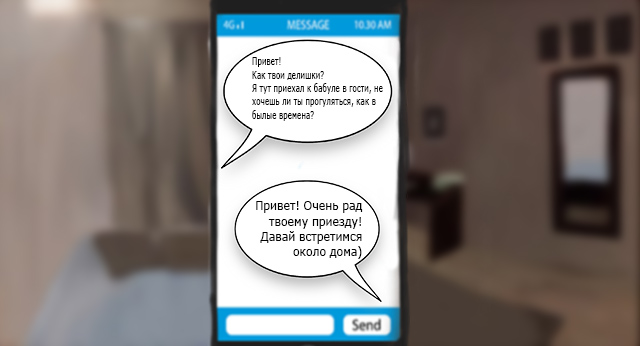 4G MESSAGE 10:30 AM
Привет!
Как твои делишки?
Я тут приехал к бабуле в гости, не
хочешь ли ты прогуляться, как в
былые времена?
Привет! Очень рад
твоему приезду!
Давай встретимся
около дома)
Send